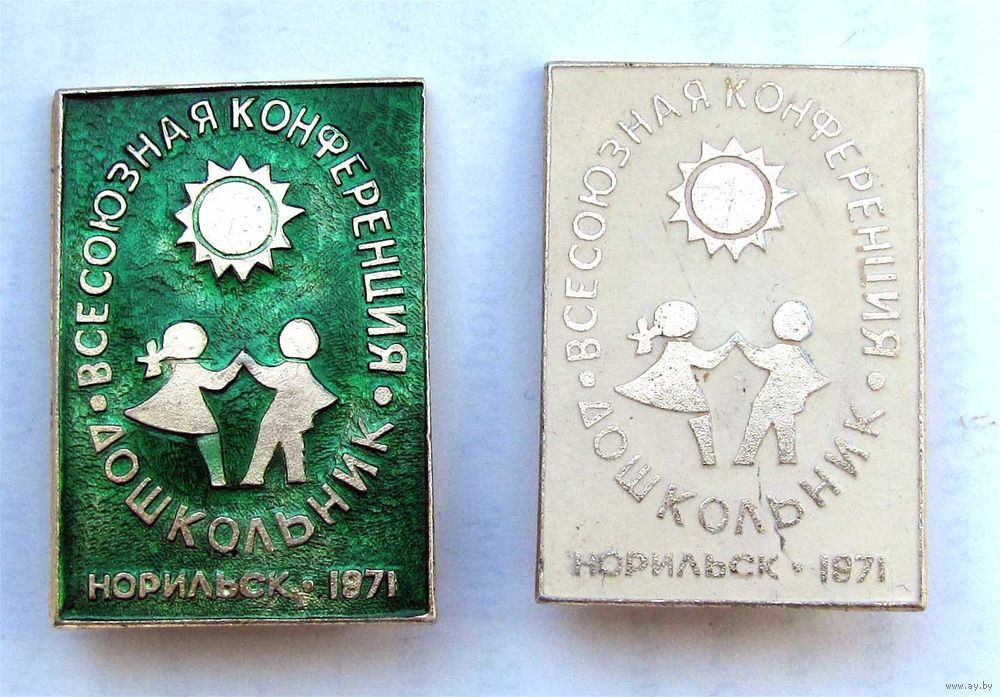 ВСЕСОЮЗНАЯ КОНФЕРЕНЦИЯ •
ДОШКОЛЬНИК •
НОРИЛЬСК • 1971
ВСЕСОЮЗНАЯ КОНФЕРЕНЦИЯ •
ДОШКОЛЬНИК •
НОРИЛЬСК • 1971
www.ay.by